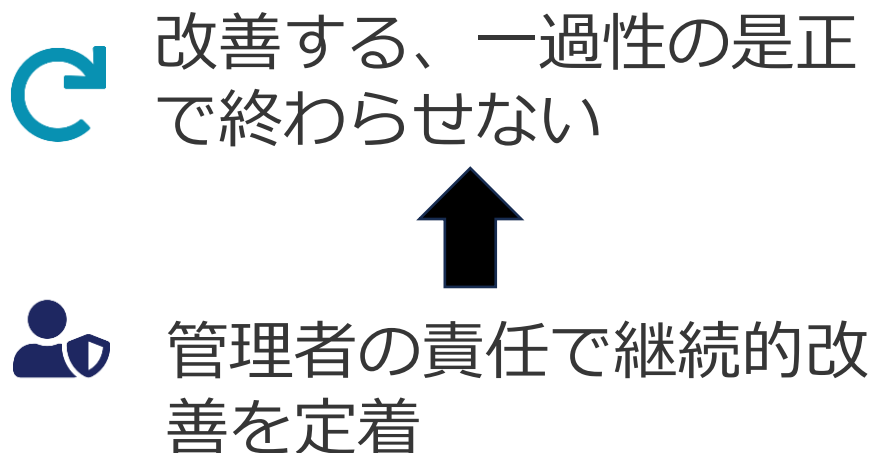 改善する、一過性の是正
で終わらせない
管理者の責任で継続的改
善を定着